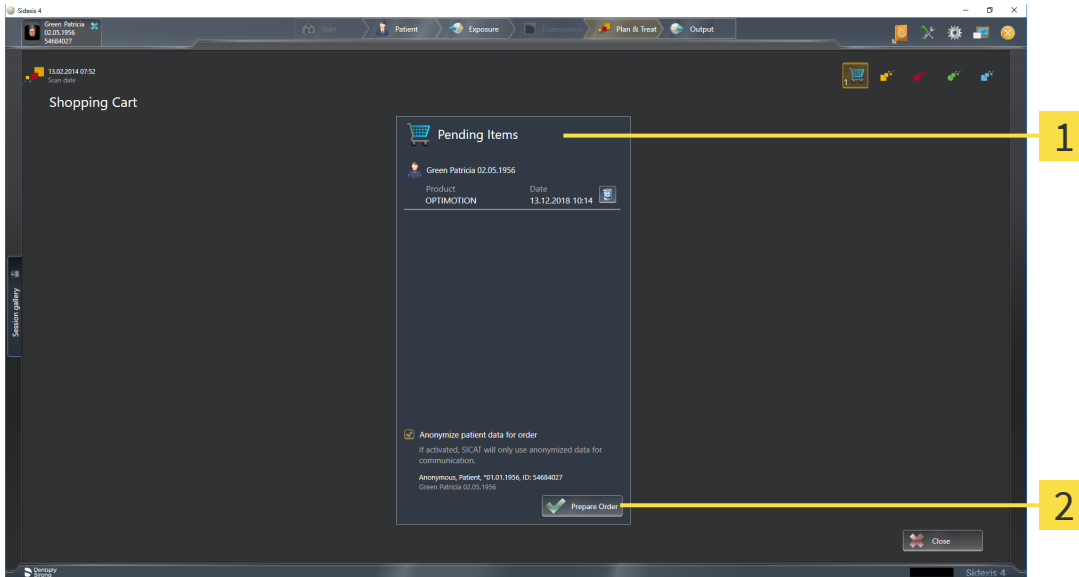 Sidexis 4
Green Patricia
02.05.1956
54684027
Start
Patient
Exposure
Examination
Plan & Treat
Output
13.02.2014 07:52
Scan date
1
Shopping Cart
Pending Items
1
Green Patricia 02.05.1956
Product Date
OPTIMOTION 13.12.2018 10:14
Session gallery
Anonymize patient data for order
If activated, SICAT will only use anonymized data for
communication.
Anonymous, Patient, *01.01.1956, ID: 54684027
Green Patricia 02.05.1956
Prepare Order
2
Close
Dentsply
Sirona
Sidexis 4